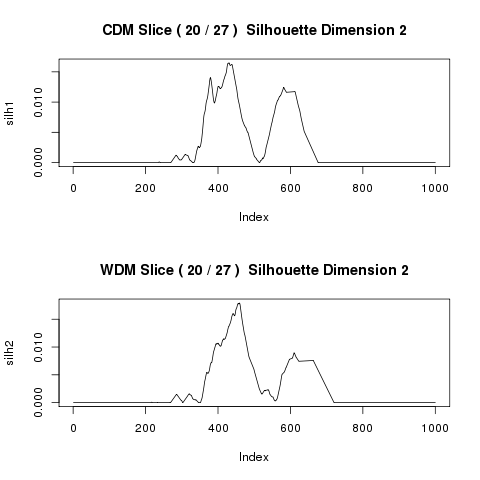 CDM Slice ( 20 / 27 )  Silhouette Dimension 2
silh1
0.010
0.000
0 200 400 600 800 1000
Index
WDM Slice ( 20 / 27 )  Silhouette Dimension 2
silh2
0.010
0.000
0 200 400 600 800 1000
Index